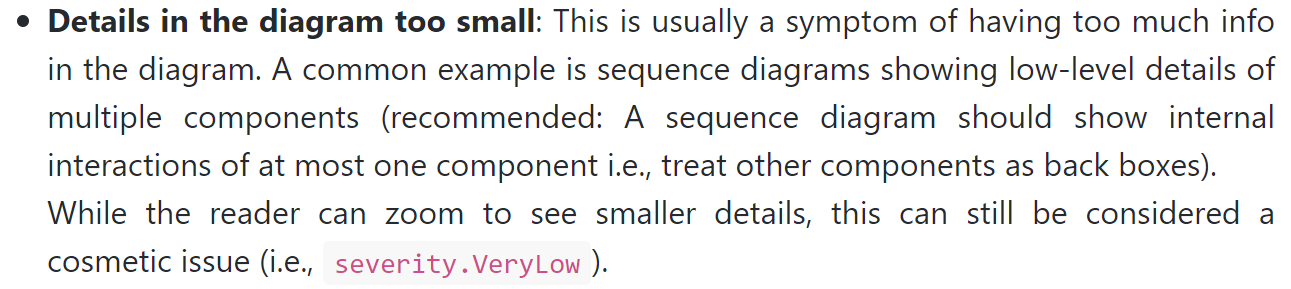 • Details in the diagram too small: This is usually a symptom of having too much info
in the diagram. A common example is sequence diagrams showing low-level details of
multiple components (recommended: A sequence diagram should show internal
interactions of at most one component i.e., treat other components as back boxes).
While the reader can zoom to see smaller details, this can still be considered a
cosmetic issue (i.e., severity.VeryLow ).